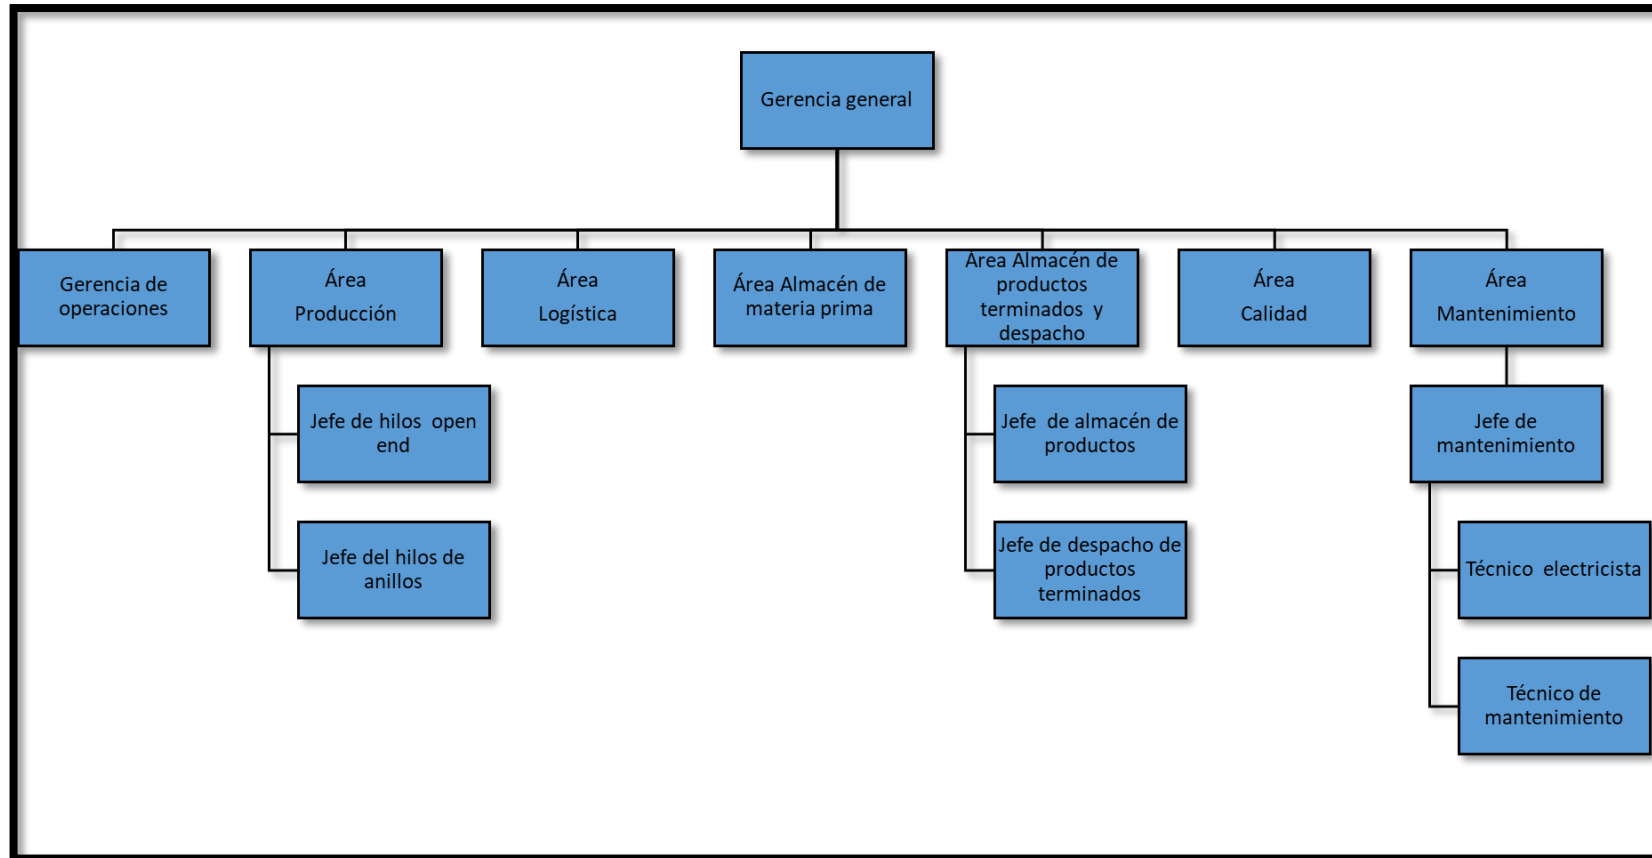 Gerencia general
Gerencia de
operaciones
Área
Producción
Área
Logística
Área Almacén de
materia prima
Área Almacén de
productos
terminados y
despacho
Área
Calidad
Área
Mantenimiento
Jefe de hilos open
end
Jefe de almacén de
productos
Jefe de
mantenimiento
Jefe del hilos de
anillos
Jefe de despacho de
productos
terminados
Técnico electricista
Técnico de
mantenimiento